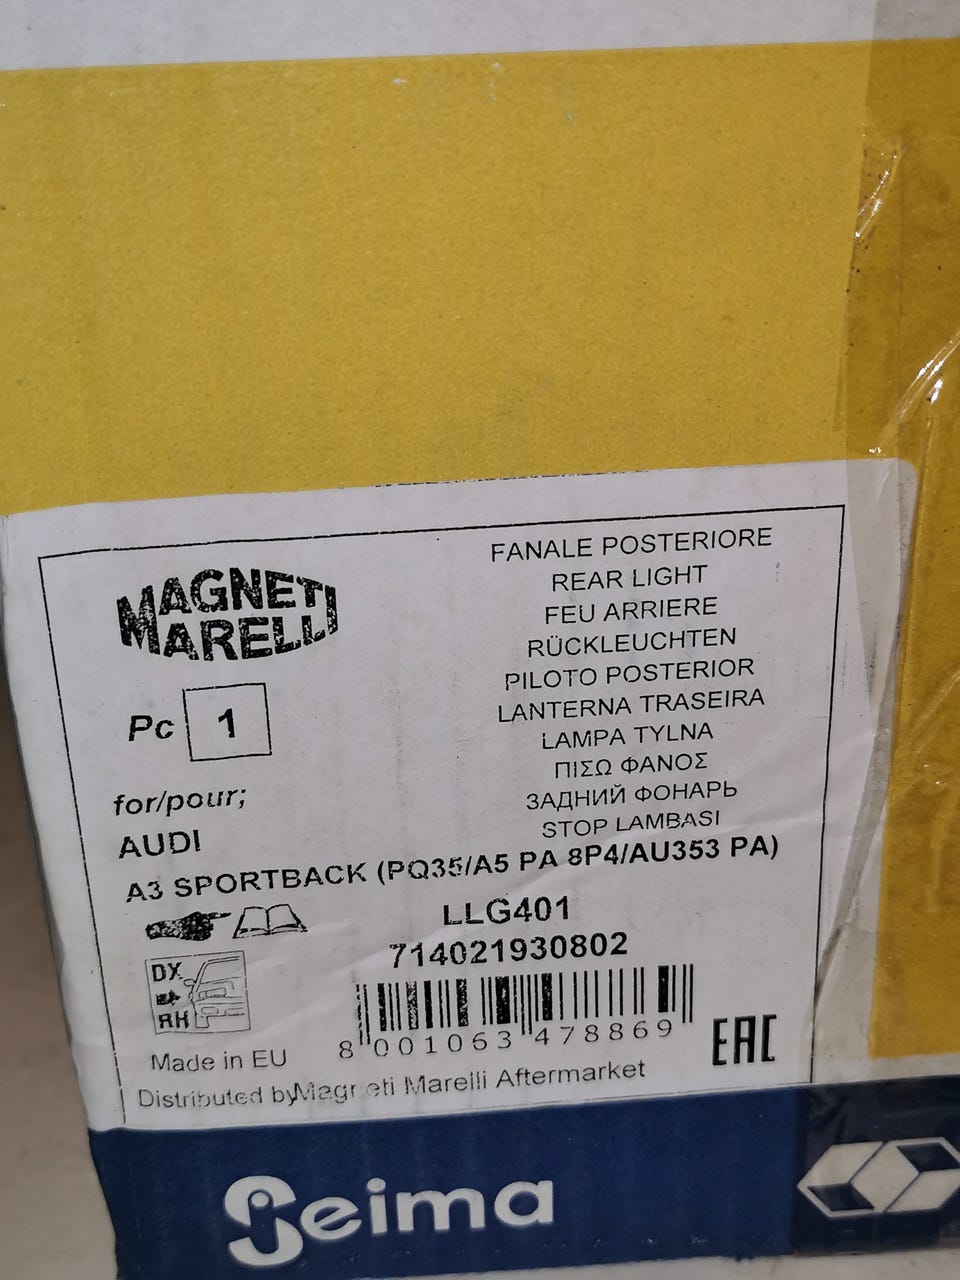 MAGNETI
MARELLI
FANALE POSTERIORE
REAR LIGHT
FEU ARRIERE
RÜCKLEUCHTEN
PILOTO POSTERIOR
LANTERNA TRASEIRA
LAMPA TYLNA
ΠΙΣΩ ΦΑΝΟΣ
ЗАДНИЙ ФОНАРЬ
STOP LAMBASI
Pc 1
for/pour;
AUDI
A3 SPORTBACK (PQ35/A5 PA 8P4/AU353 PA)
LLG401
714021930802
DX
RH
8 001063 478869
EAC
Made in EU
Distributed by Magneti Marelli Aftermarket
Seima